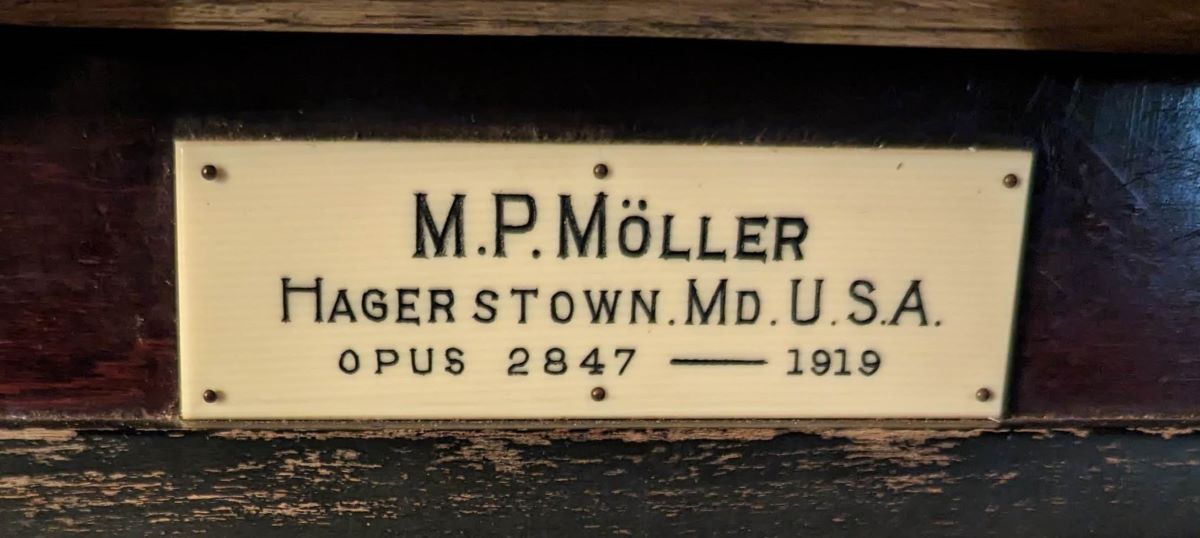 M.P. MÖLLER
HAGERSTOWN. MD. U.S.A.
OPUS 2847 — 1919